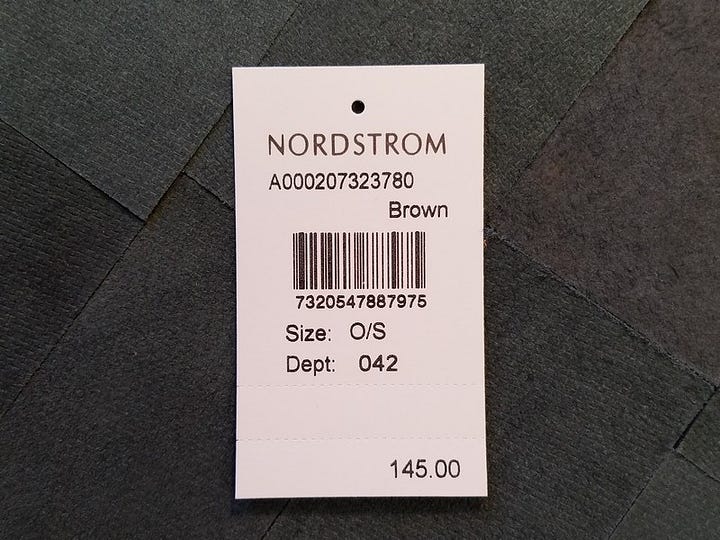 NORDSTROM
A000207323780
Brown
7320547887975
Size: O/S
Dept: 042
145.00